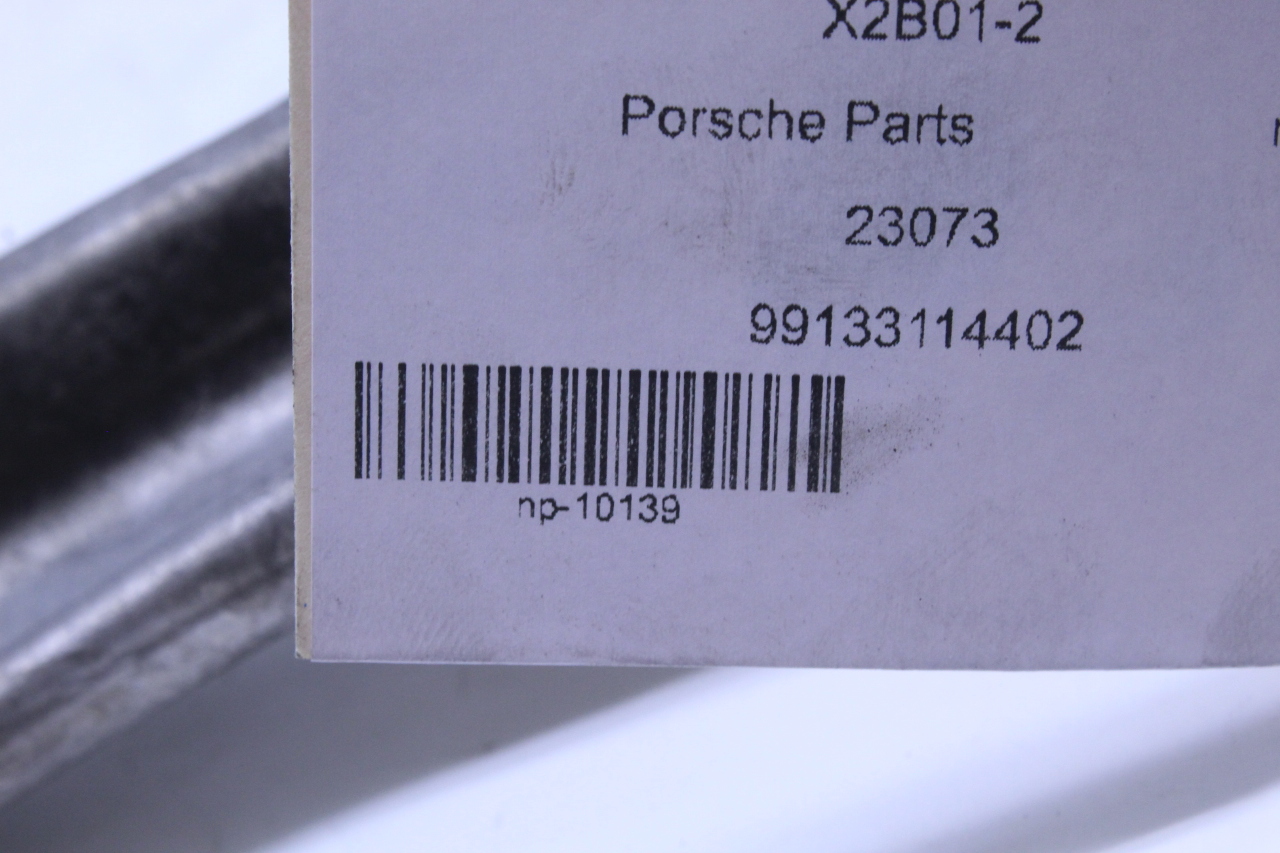 X2B01-2
Porsche Parts
23073
99133114402
np-10139